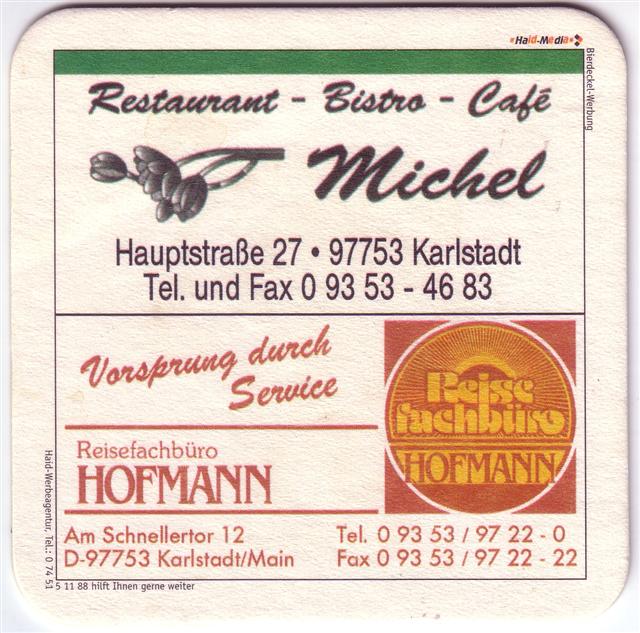 Haid-Media
Bierdeckel-Werbung
Restaurant - Bistro - Café
Michel
Hauptstraße 27 • 97753 Karlstadt
Tel. und Fax 0 93 53 - 46 83
Vorsprung durch
Service
Reisefachbüro
HOFMANN
Reise
fachbüro
HOFMANN
Am Schnellertor 12
D-97753 Karlstadt/Main
Tel. 0 93 53 / 97 22 - 0
Fax 0 93 53 / 97 22 - 22
Haid-Werbeagentur, Tel.: 0 74 51
5 11 88 hilft Ihnen gerne weiter